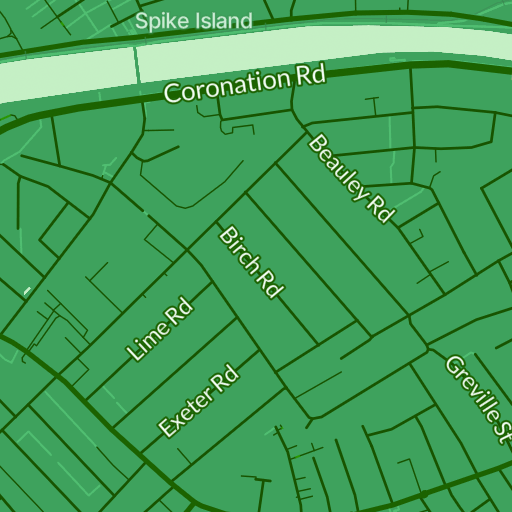 Spike Island
Coronation Rd
Beauley Rd
Birch Rd
Lime Rd
Exeter Rd
Greville St